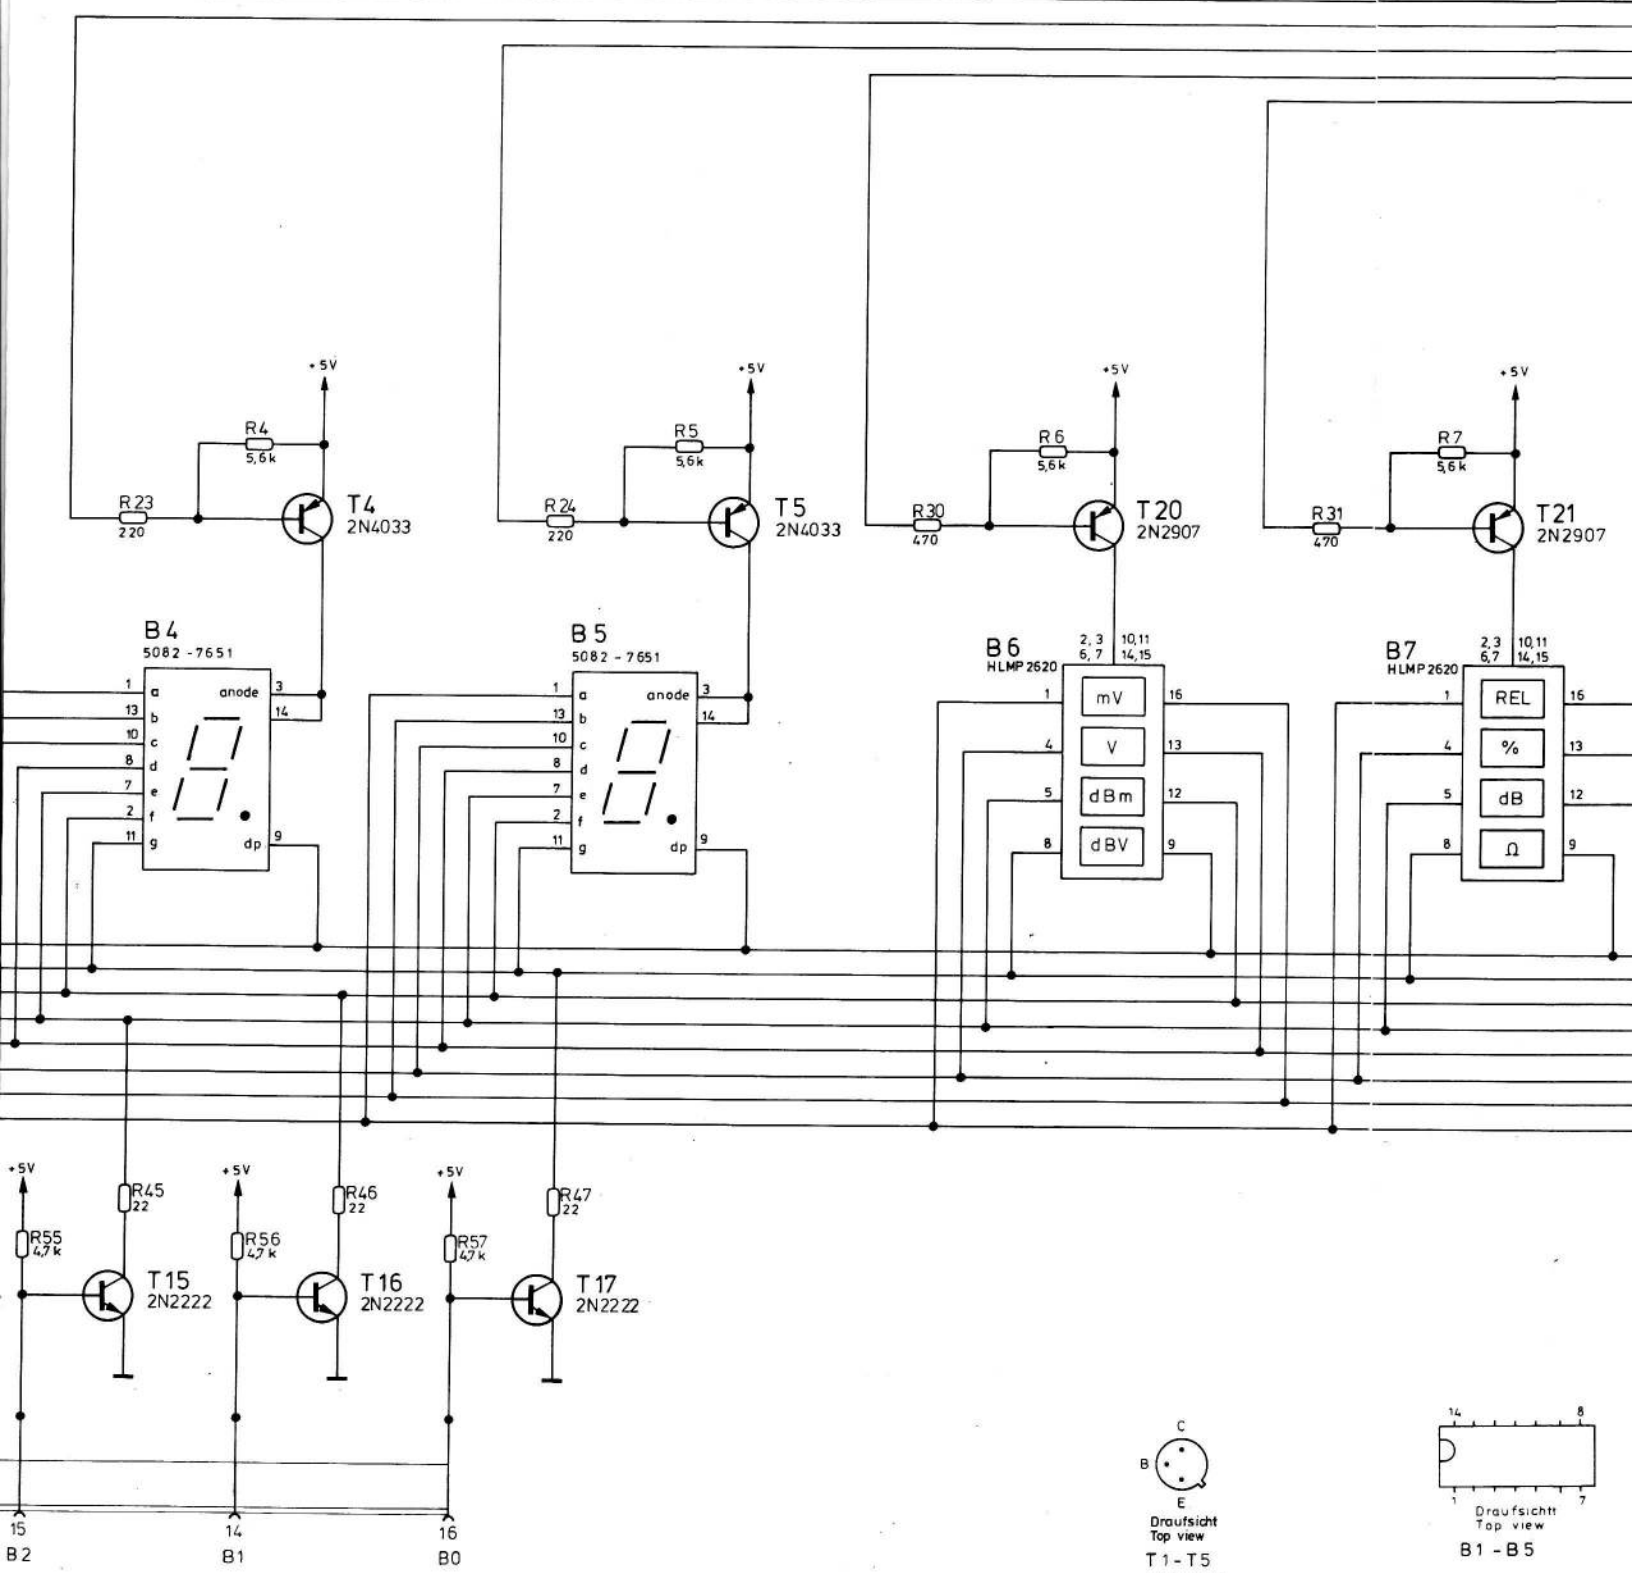 +5V
R4
5,6k
R23
220
T4
2N4033
B4
5082-7651
1 a anode 3
13 b 14
10 c
8 d
7 e
2 f
11 g dp 9
+5V
R5
5,6k
R24
220
T5
2N4033
B5
5082-7651
1 a anode 3
13 b 14
10 c
8 d
7 e
2 f
11 g dp 9
+5V
R6
5,6k
R30
470
T20
2N2907
B6
HLMP2620
2,3 10,11
6,7 14,15
1 mV 16
4 V 13
5 dBm 12
8 dBV 9
+5V
R7
5,6k
R31
470
T21
2N2907
B7
HLMP2620
2,3 10,11
6,7 14,15
1 REL 16
4 % 13
5 dB 12
8 Ω 9
+5V
R45
22
R55
4,7k
T15
2N2222
+5V
R46
22
R56
4,7k
T16
2N2222
+5V
R47
22
R57
4,7k
T17
2N2222
15
B2
14
B1
16
B0
C
B
E
Draufsicht
Top view
T1-T5
14 8
1 7
Draufsichtt
Top view
B1-B5